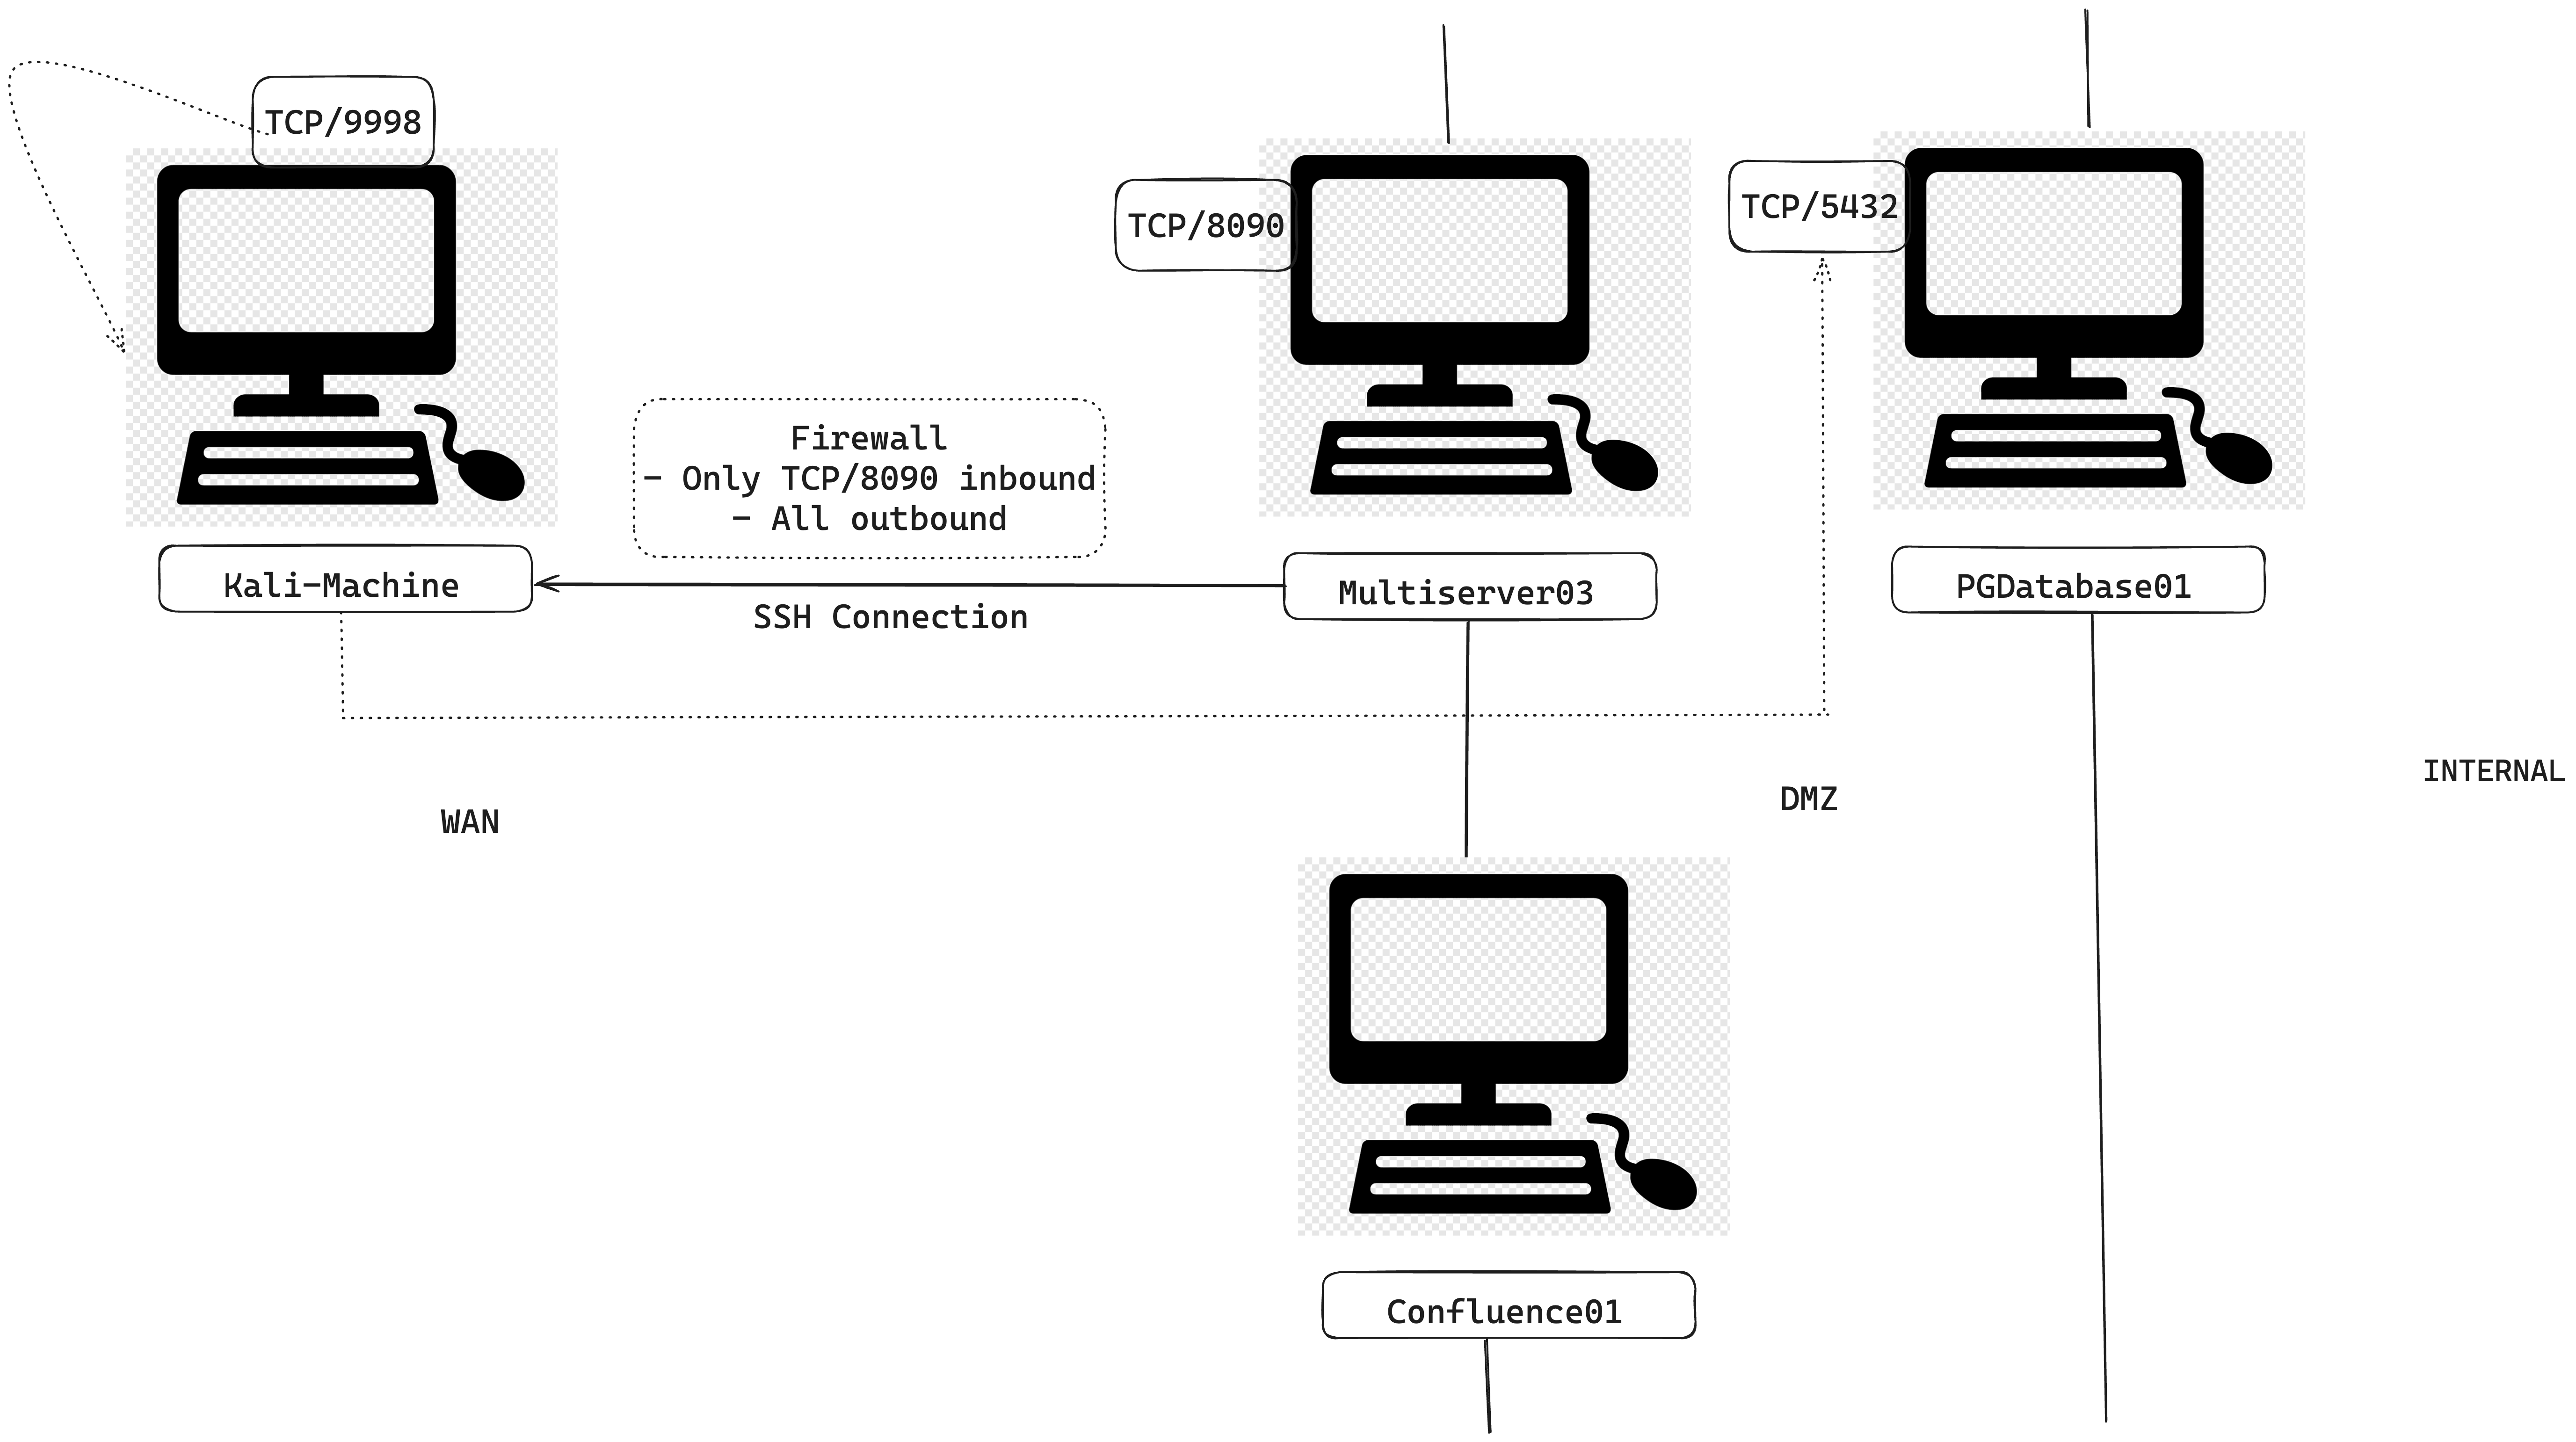 TCP/9998
TCP/8090
TCP/5432
Firewall
- Only TCP/8090 inbound
- All outbound
Kali-Machine
SSH Connection
Multiserver03
PGDatabase01
WAN
DMZ
INTERNAL
Confluence01